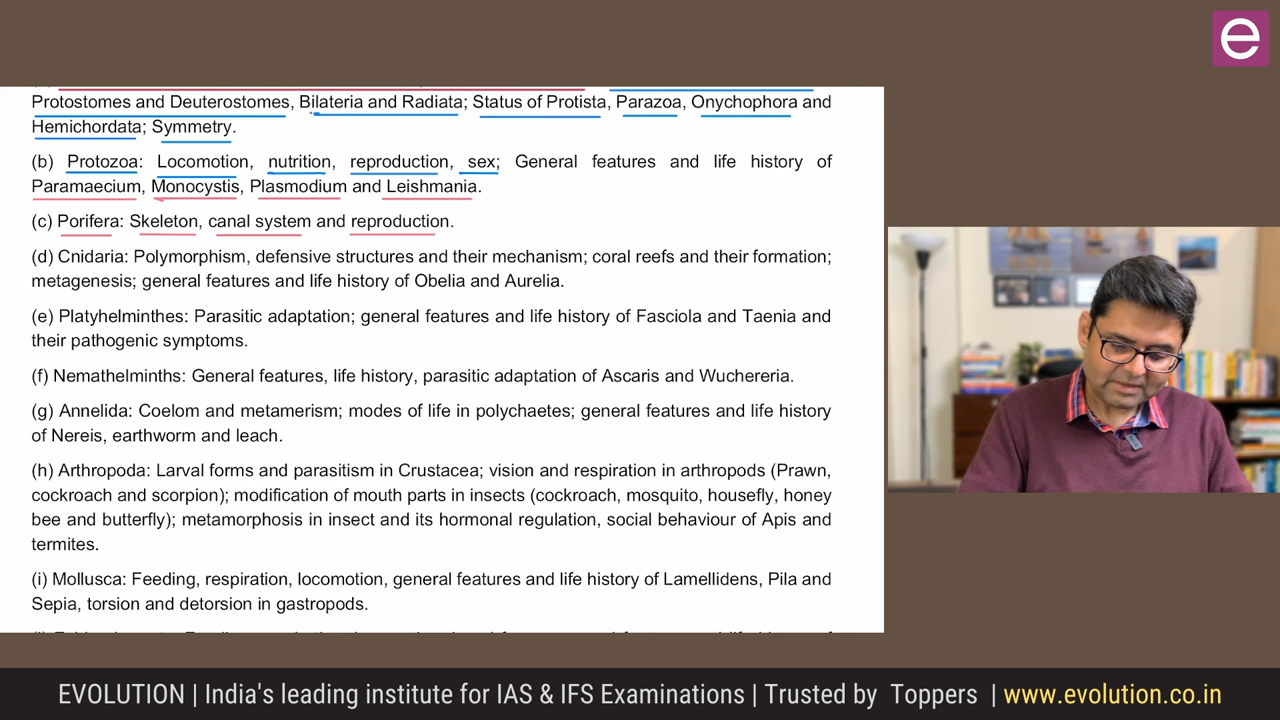 e
Protostomes and Deuterostomes, Bilateria and Radiata; Status of Protista, Parazoa, Onychophora and
Hemichordata; Symmetry.
(b) Protozoa: Locomotion, nutrition, reproduction, sex; General features and life history of
Paramaecium, Monocystis, Plasmodium and Leishmania.
(c) Porifera: Skeleton, canal system and reproduction.
(d) Cnidaria: Polymorphism, defensive structures and their mechanism; coral reefs and their formation;
metagenesis; general features and life history of Obelia and Aurelia.
(e) Platyhelminthes: Parasitic adaptation; general features and life history of Fasciola and Taenia and
their pathogenic symptoms.
(f) Nemathelminths: General features, life history, parasitic adaptation of Ascaris and Wuchereria.
(g) Annelida: Coelom and metamerism; modes of life in polychaetes; general features and life history
of Nereis, earthworm and leach.
(h) Arthropoda: Larval forms and parasitism in Crustacea; vision and respiration in arthropods (Prawn,
cockroach and scorpion); modification of mouth parts in insects (cockroach, mosquito, housefly, honey
bee and butterfly); metamorphosis in insect and its hormonal regulation, social behaviour of Apis and
termites.
(i) Mollusca: Feeding, respiration, locomotion, general features and life history of Lamellidens, Pila and
Sepia, torsion and detorsion in gastropods.
EVOLUTION | India's leading institute for IAS & IFS Examinations | Trusted by Toppers | www.evolution.co.in